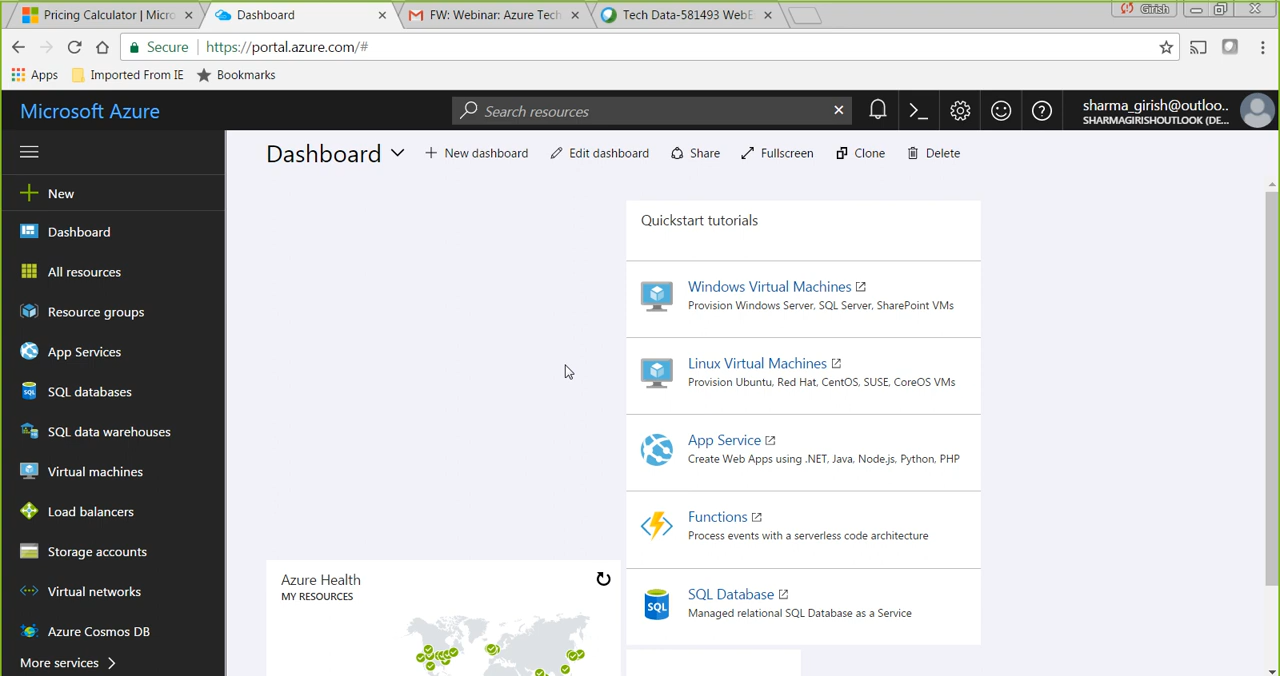 Pricing Calculator | Micro
Dashboard
FW: Webinar: Azure Tech
Tech Data-581493 WebE
Girish
Secure
https://portal.azure.com/#
Apps
Imported From IE
Bookmarks
Microsoft Azure
Search resources
sharma_girish@outloo...
SHARMAGIRISHOUTLOOK (DE...
Dashboard
New dashboard
Edit dashboard
Share
Fullscreen
Clone
Delete
New
Dashboard
All resources
Resource groups
App Services
SQL databases
SQL data warehouses
Virtual machines
Load balancers
Storage accounts
Virtual networks
Azure Cosmos DB
More services
Quickstart tutorials
Windows Virtual Machines
Provision Windows Server, SQL Server, SharePoint VMs
Linux Virtual Machines
Provision Ubuntu, Red Hat, CentOS, SUSE, CoreOS VMs
App Service
Create Web Apps using .NET, Java, Node.js, Python, PHP
Functions
Process events with a serverless code architecture
SQL
SQL Database
Managed relational SQL Database as a Service
Azure Health
MY RESOURCES